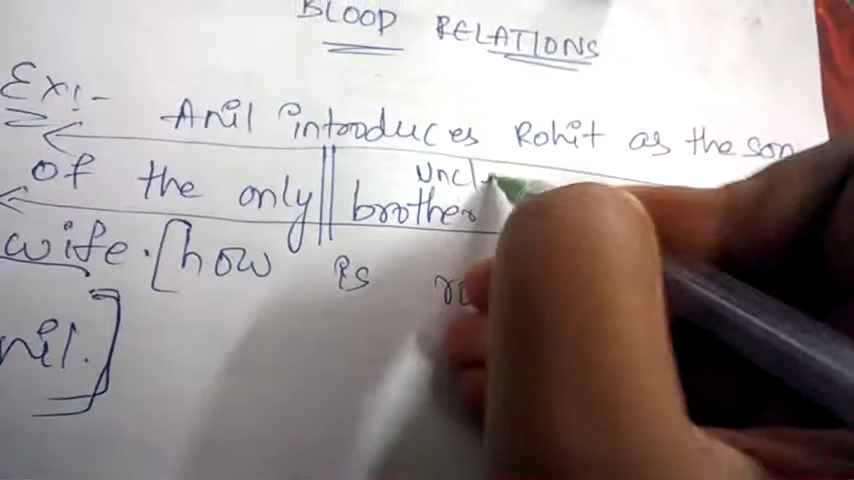 BLOOD RELATIONS
Ex:- Anil introduces Rohit as the son
Uncl
of the only brother
wife. [how is
nil.]